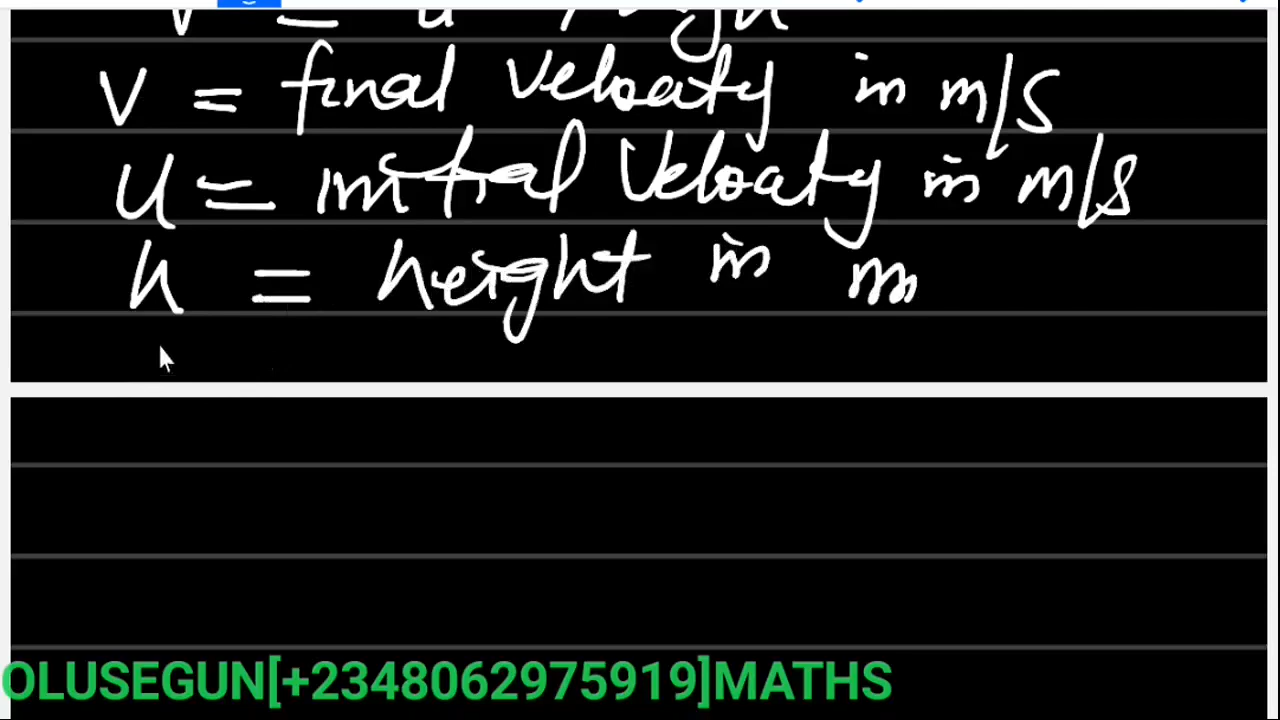 V = final velocity in m/s
u = initial velocity in m/s
h = height in m
OLUSEGUN[+2348062975919]MATHS